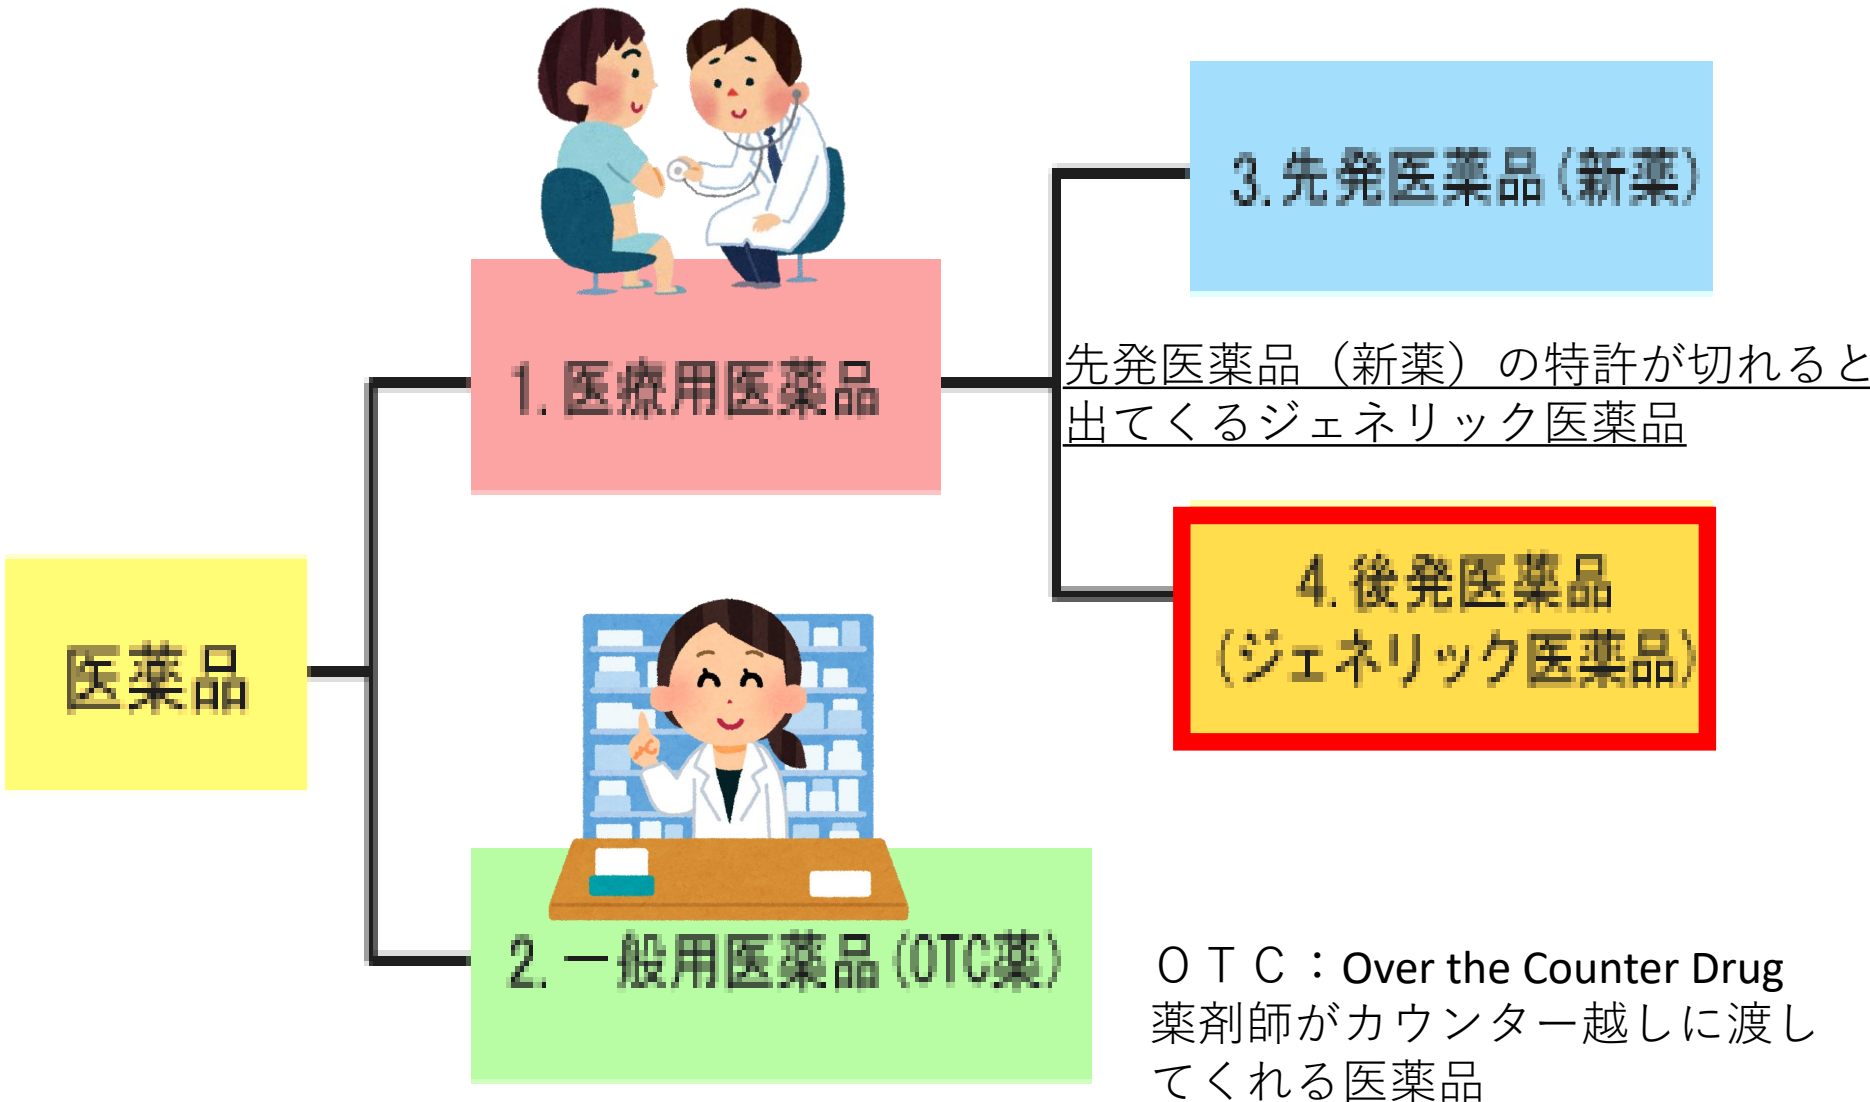 3.先発医薬品(新薬)
先発医薬品（新薬）の特許が切れると
出てくるジェネリック医薬品
1.医療用医薬品
4.後発医薬品
(ジェネリック医薬品)
医薬品
2.一般用医薬品(OTC薬)
ＯＴＣ：Over the Counter Drug
薬剤師がカウンター越しに渡し
てくれる医薬品